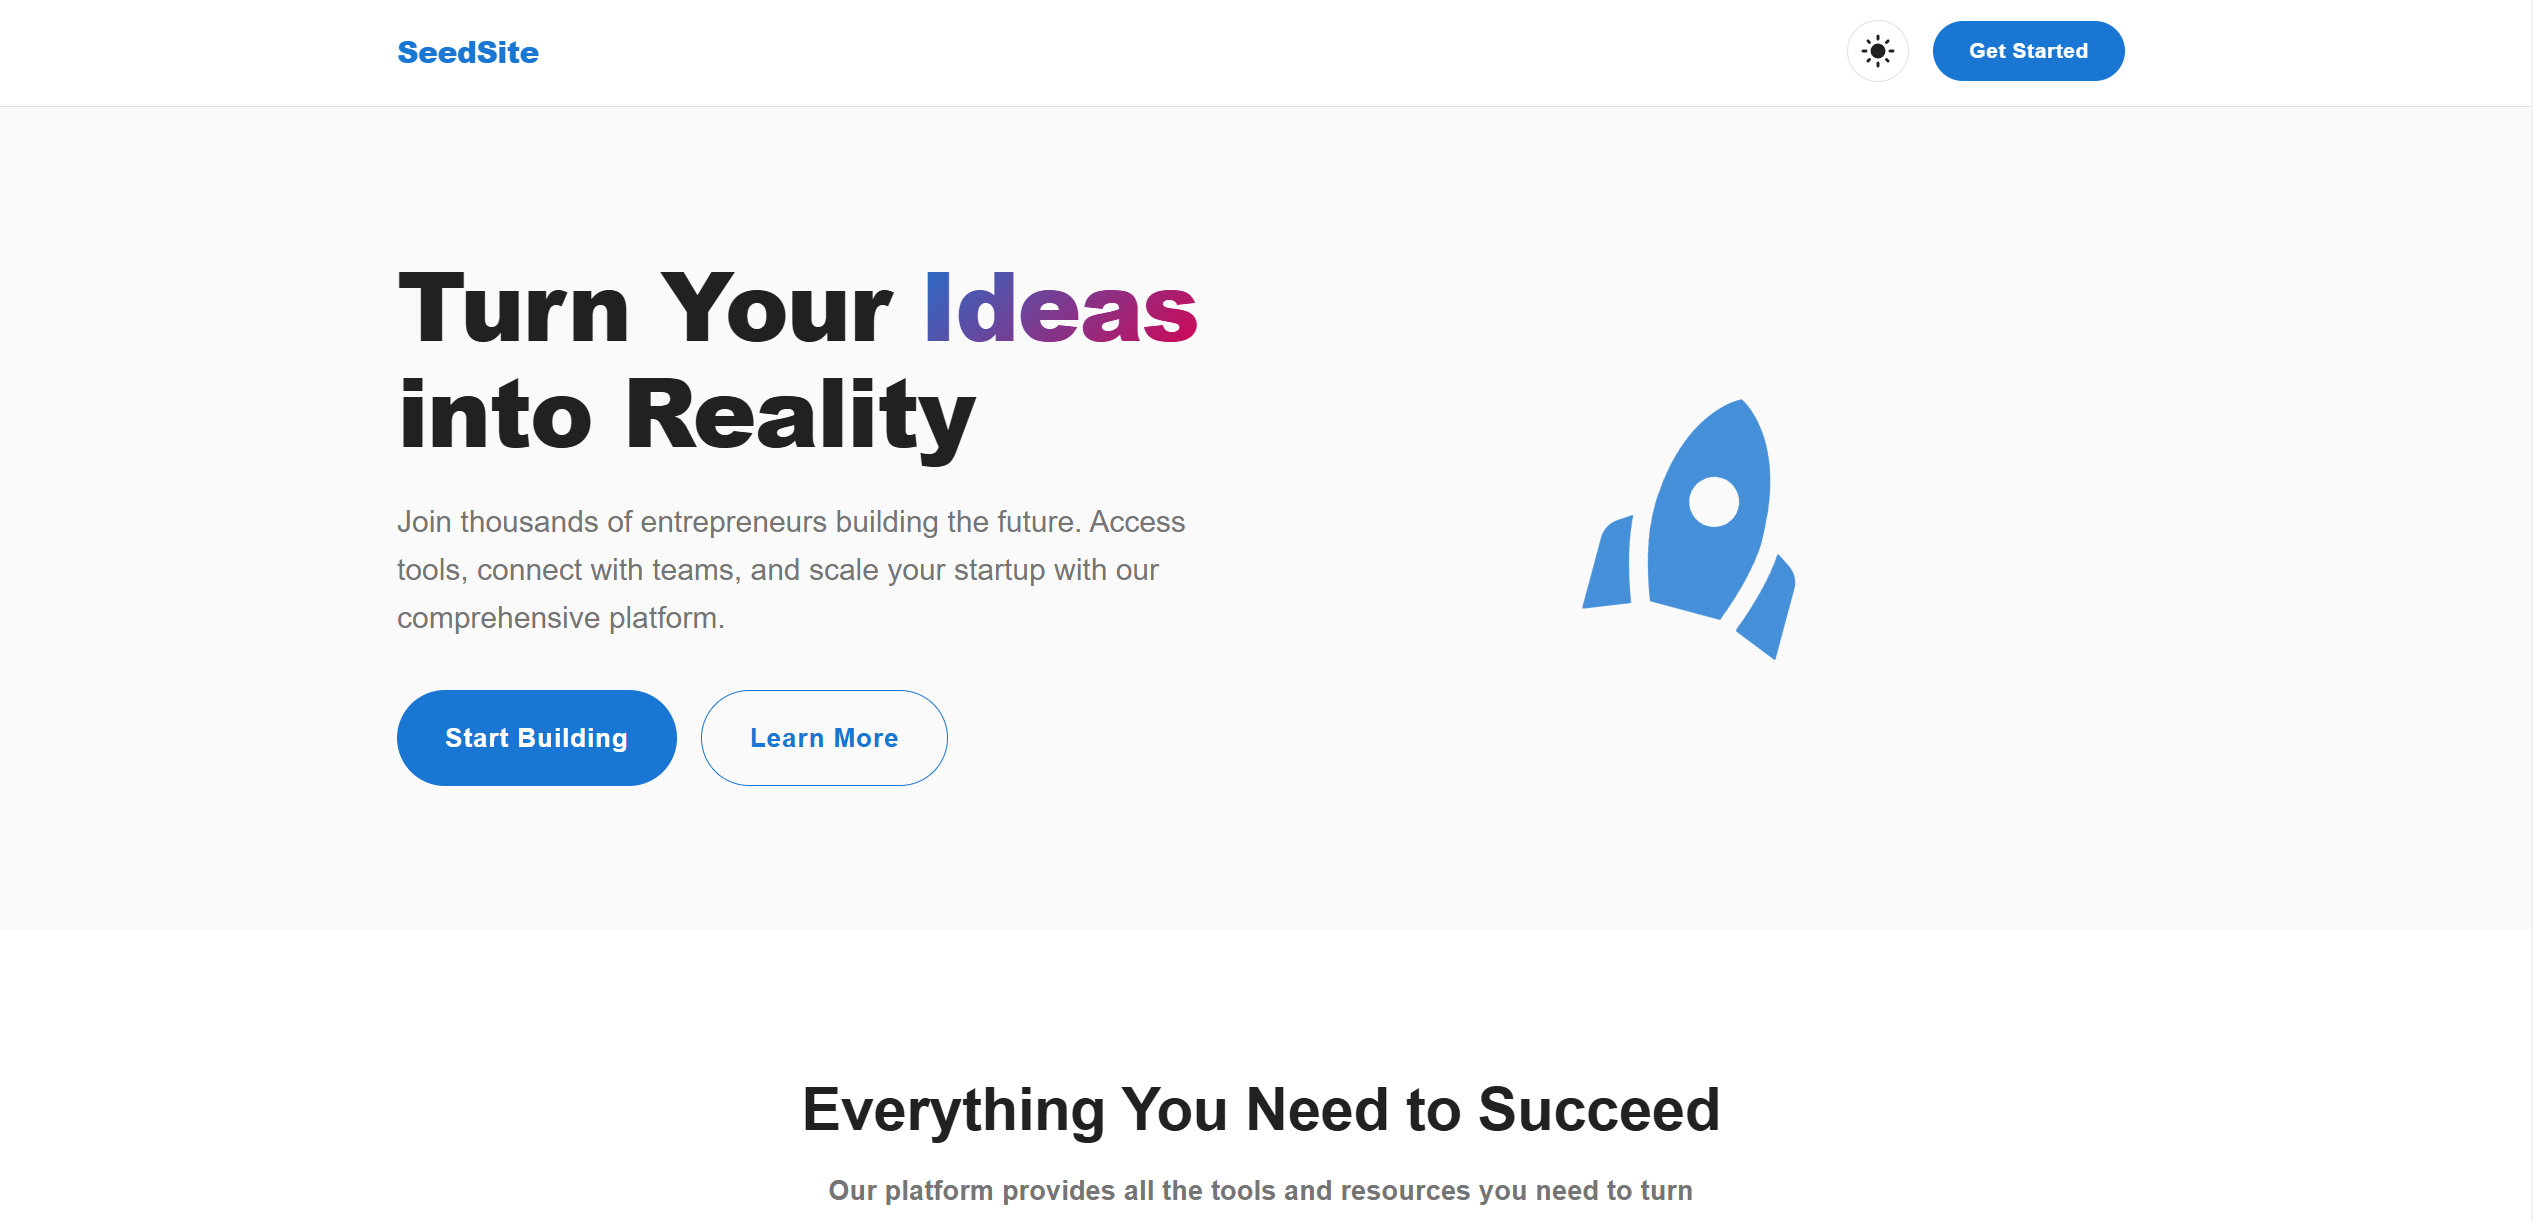 SeedSite
Get Started
Turn Your Ideas
into Reality
Join thousands of entrepreneurs building the future. Access
tools, connect with teams, and scale your startup with our
comprehensive platform.
Start Building
Learn More
Everything You Need to Succeed
Our platform provides all the tools and resources you need to turn